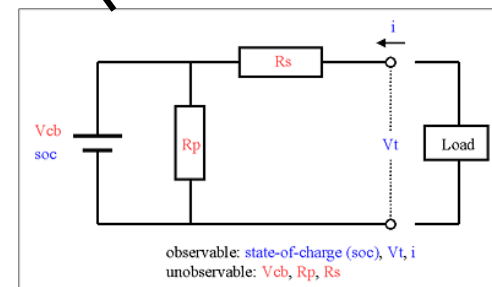 i
Rs
Vcb
soc
Rp
Vt
Load
observable: state-of-charge (soc), Vt, i
unobservable: Vcb, Rp, Rs